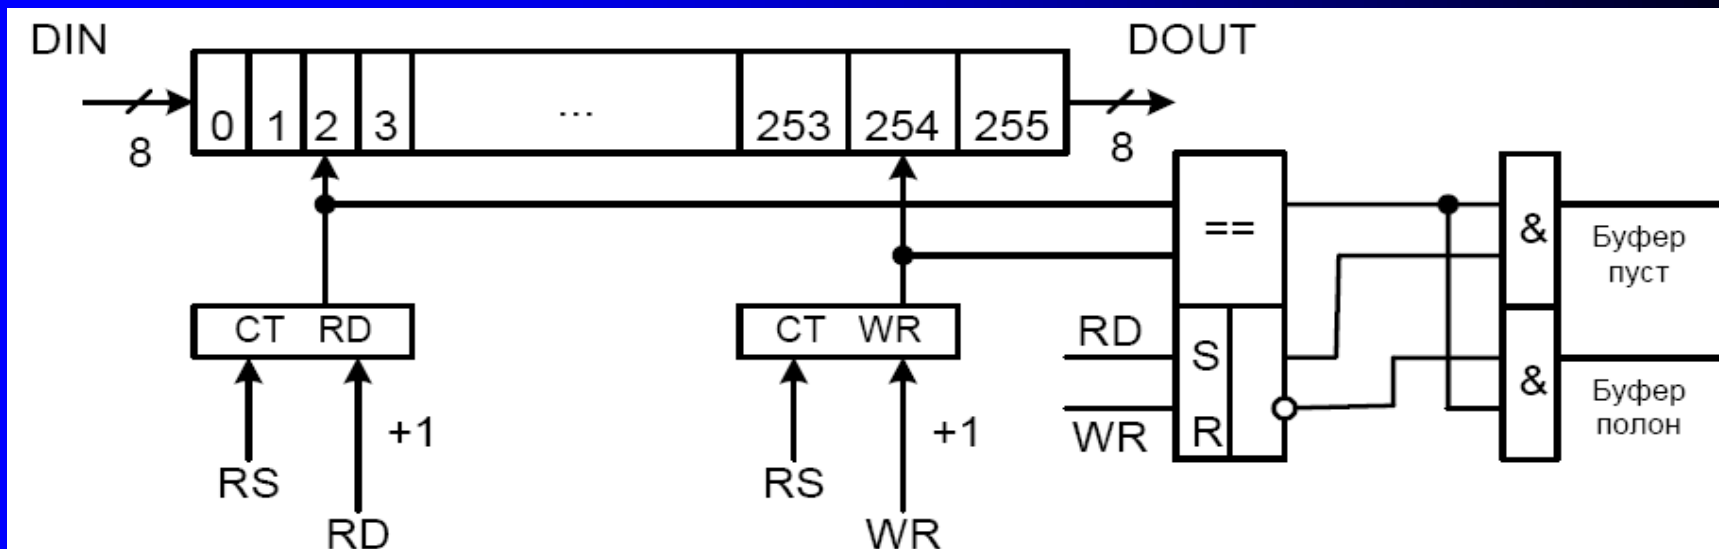 DIN
DOUT
0 1 2 3 ... 253 254 255
8
8
==
&
Буфер
пуст
CT RD
CT WR
RD
S
WR
R
&
Буфер
полон
+1
+1
RS
RS
RD
WR